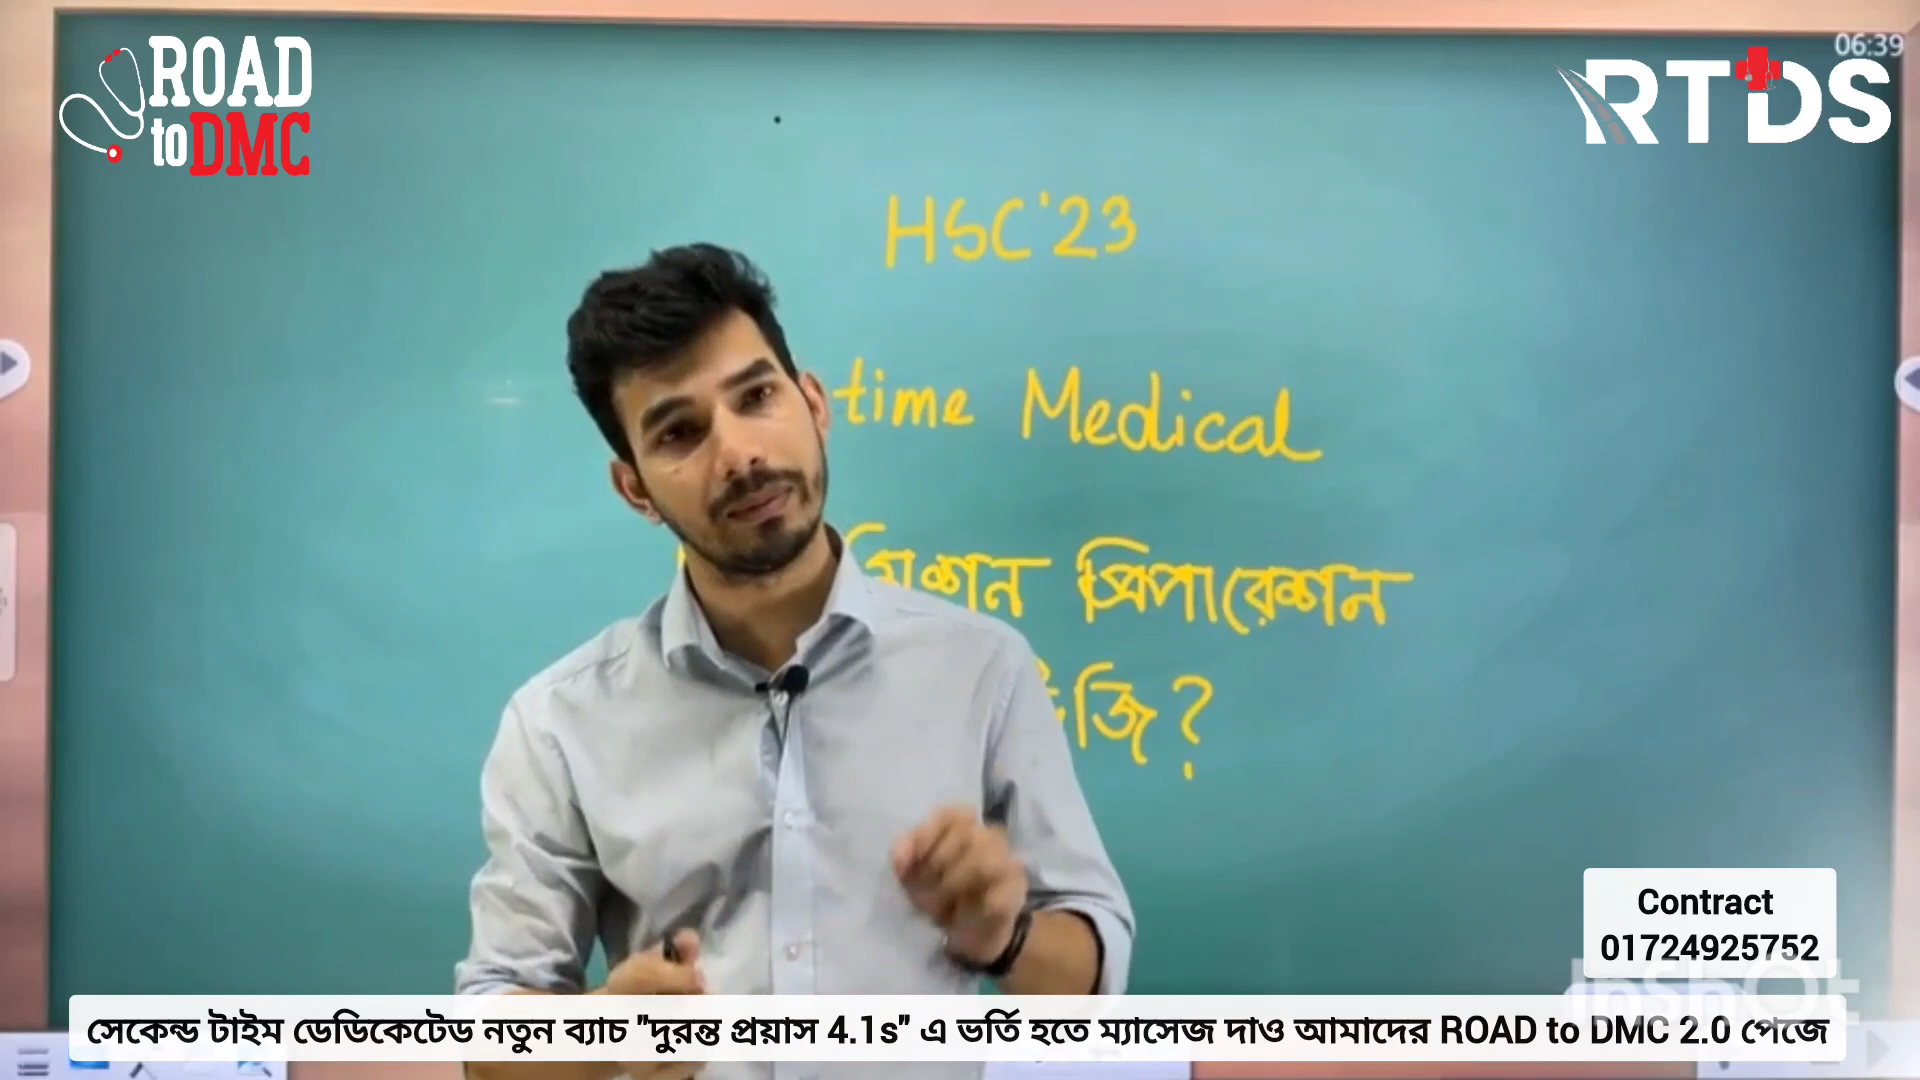 ROAD
to DMC
RTDS
06:39
HSC'23
time Medical
প্রিপারেশন
Contract
01724925752
InShOt
সেকেন্ড টাইম ডেডিকেটেড নতুন ব্যাচ "দুরন্ত প্রয়াস 4.1s" এ ভর্তি হতে ম্যাসেজ দাও আমাদের ROAD to DMC 2.0 পেজে